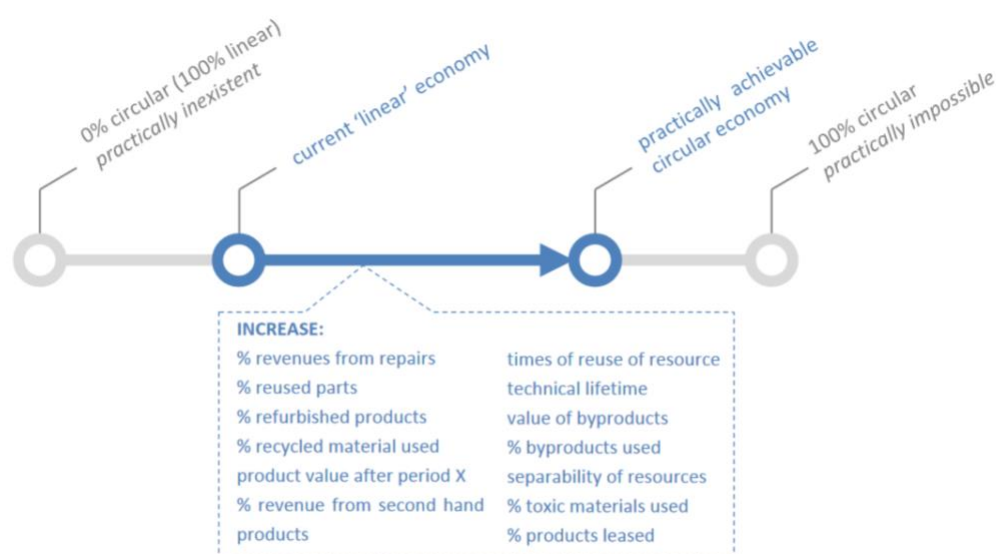 0% circular (100% linear)
practically inexistent
current ‘linear’ economy
practically achievable
circular economy
100% circular
practically impossible
INCREASE:
% revenues from repairs
% reused parts
% refurbished products
% recycled material used
product value after period X
% revenue from second hand
products
times of reuse of resource
technical lifetime
value of byproducts
% byproducts used
separability of resources
% toxic materials used
% products leased